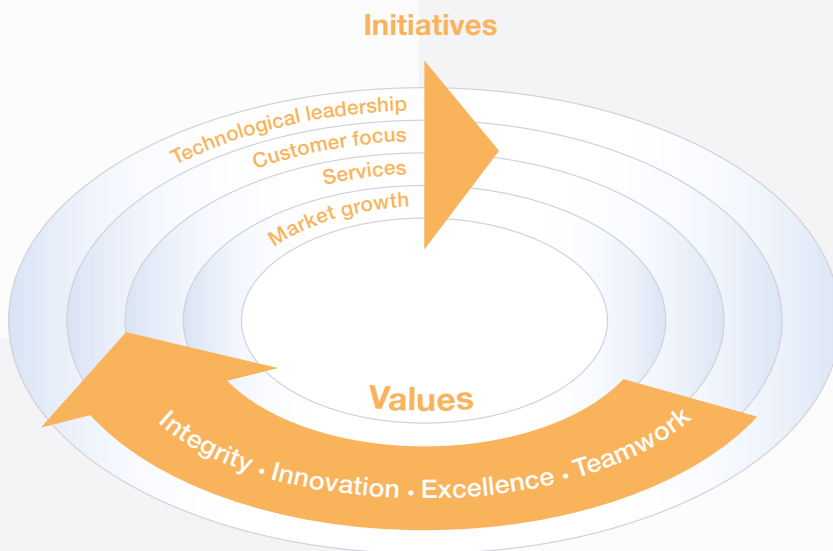 Initiatives
Technological leadership
Customer focus
Services
Market growth
Values
Integrity · Innovation · Excellence · Teamwork